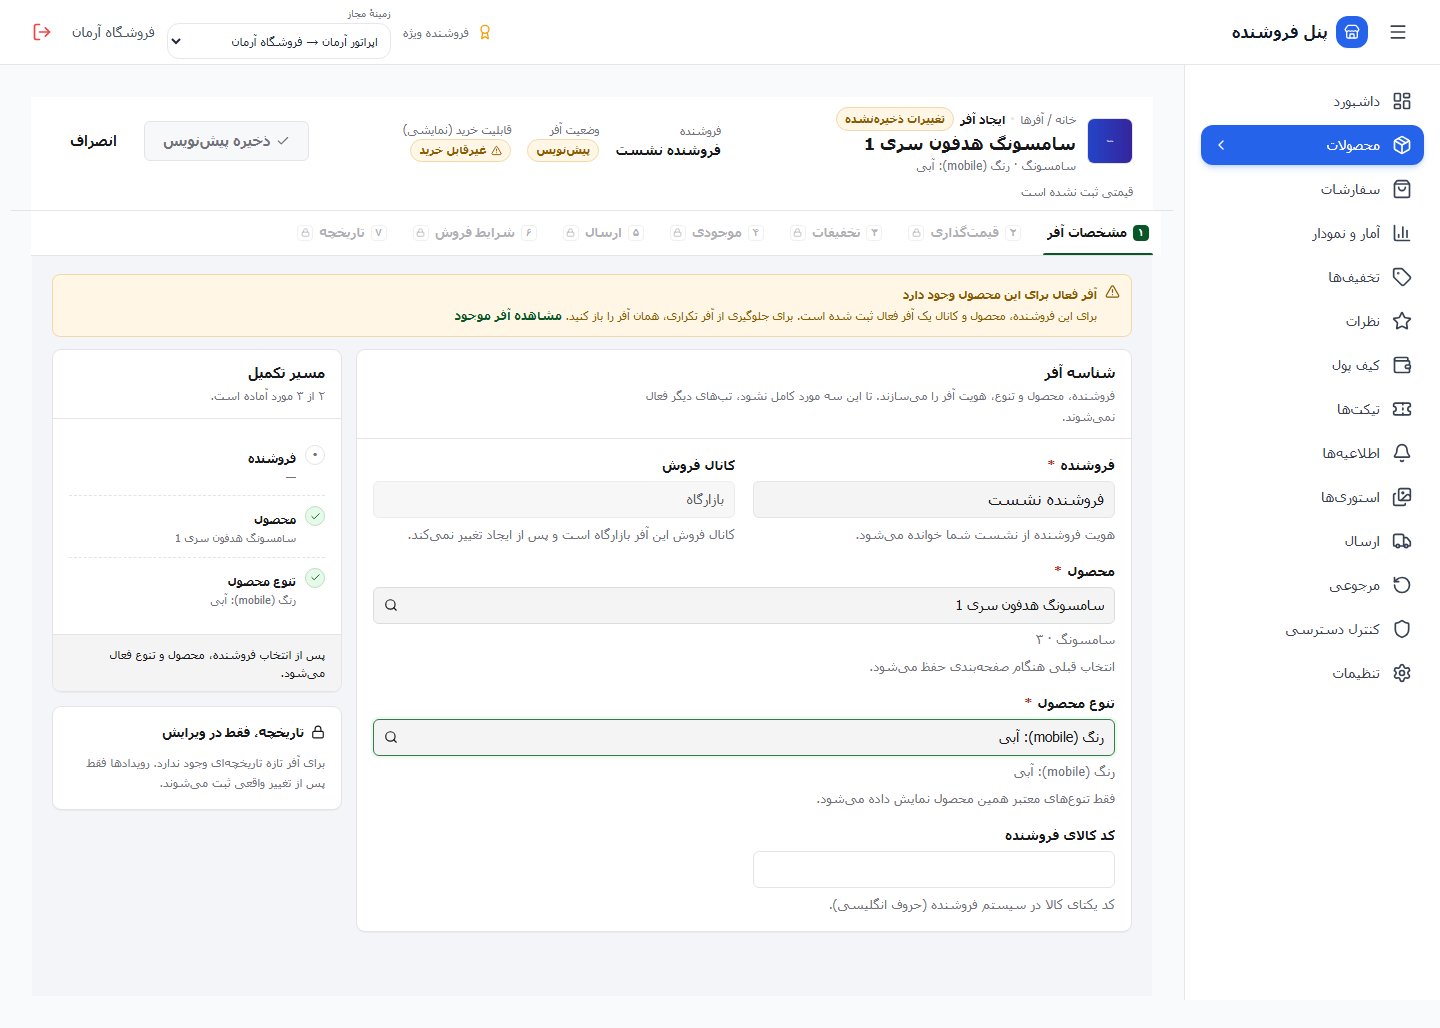 پنل فروشنده
فروشنده ویژه
زمینهٔ مجاز
اپراتور آرمان → فروشگاه آرمان
فروشگاه آرمان
داشبورد
محصولات
سفارشات
آمار و نمودار
تخفیف‌ها
نظرات
کیف پول
تیکت‌ها
اطلاعیه‌ها
استوری‌ها
ارسال
مرجوعی
کنترل دسترسی
تنظیمات
خانه / آفرها · ایجاد آفر تغییرات ذخیره‌نشده
سامسونگ هدفون سری 1
سامسونگ · رنگ (mobile): آبی
قیمتی ثبت نشده است
فروشنده
فروشنده نشست
وضعیت آفر
پیش‌نویس
قابلیت خرید (نمایشی)
غیرقابل خرید
ذخیره پیش‌نویس
انصراف
۱ مشخصات آفر
۲ قیمت‌گذاری
۳ تخفیفات
۴ موجودی
۵ ارسال
۶ شرایط فروش
۷ تاریخچه
آفر فعال برای این محصول وجود دارد
برای این فروشنده، محصول و کانال یک آفر فعال ثبت شده است. برای جلوگیری از آفر تکراری، همان آفر را باز کنید. مشاهده آفر موجود
شناسه آفر
فروشنده، محصول و تنوع، هویت آفر را می‌سازند. تا این سه مورد کامل نشود، تب‌های دیگر فعال
نمی‌شوند.
فروشنده *
فروشنده نشست
هویت فروشنده از نشست شما خوانده می‌شود.
کانال فروش
بازارگاه
کانال فروش این آفر بازارگاه است و پس از ایجاد تغییر نمی‌کند.
محصول *
سامسونگ هدفون سری 1
سامسونگ · ۳
انتخاب قبلی هنگام صفحه‌بندی حفظ می‌شود.
تنوع محصول *
رنگ (mobile): آبی
رنگ (mobile): آبی
فقط تنوع‌های معتبر همین محصول نمایش داده می‌شود.
کد کالای فروشنده
کد یکتای کالا در سیستم فروشنده (حروف انگلیسی).
مسیر تکمیل
۲ از ۳ مورد آماده است.
فروشنده
—
محصول
سامسونگ هدفون سری 1
تنوع محصول
رنگ (mobile): آبی
پس از انتخاب فروشنده، محصول و تنوع فعال
می‌شود.
تاریخچه، فقط در ویرایش
برای آفر تازه تاریخچه‌ای وجود ندارد. رویدادها فقط
پس از تغییر واقعی ثبت می‌شوند.